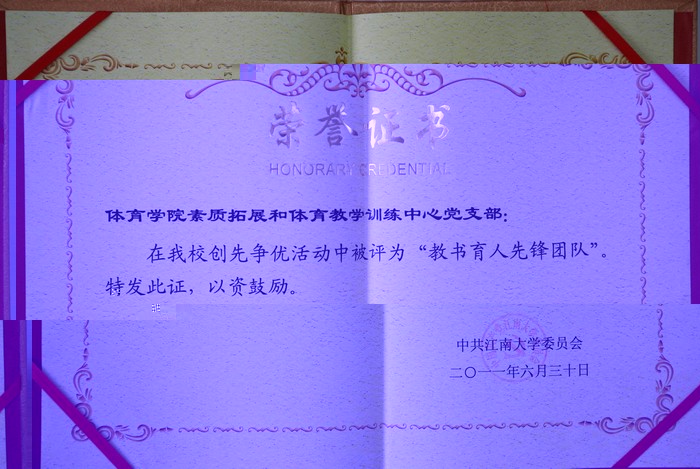 荣誉证书
HONORARY CREDENTIAL
体育学院素质拓展和体育教学训练中心党支部：
在我校创先争优活动中被评为“教书育人先锋团队”。
特发此证，以资鼓励。
中共江南大学委员会
二〇一一年六月三十日